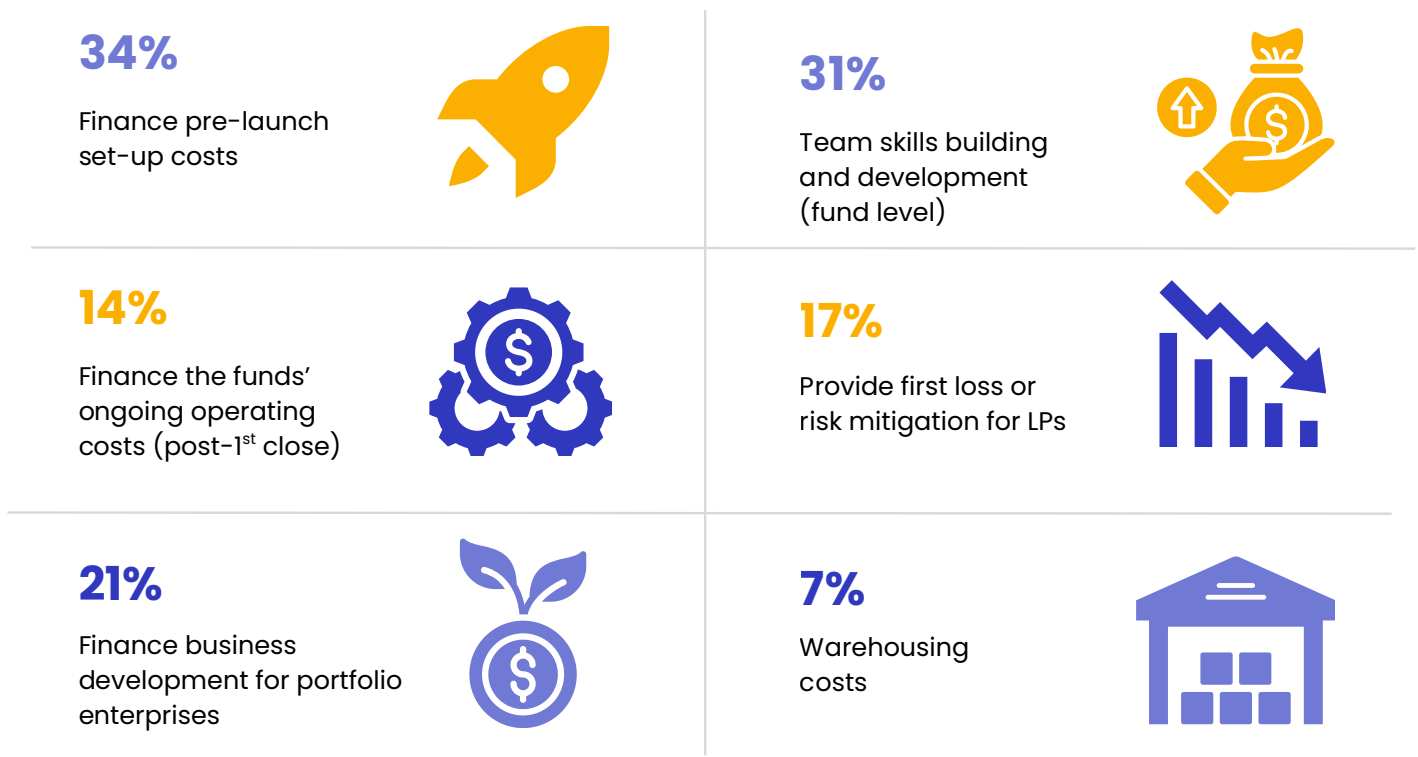 34%
Finance pre-launch
set-up costs
31%
Team skills building
and development
(fund level)
14%
Finance the funds’
ongoing operating
costs (post-1st close)
17%
Provide first loss or
risk mitigation for LPs
21%
Finance business
development for portfolio
enterprises
7%
Warehousing
costs
$
$
$